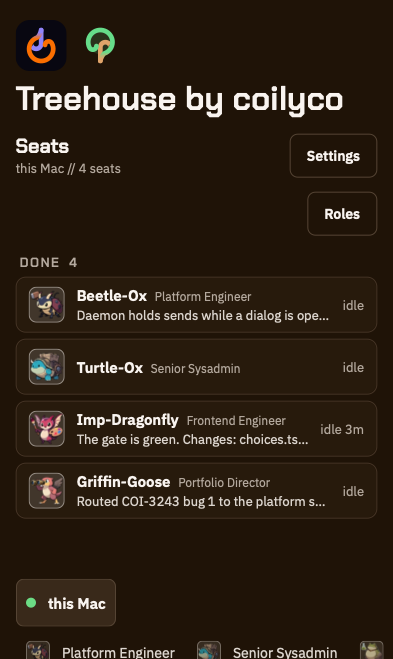 Treehouse by coilyco
Seats
this Mac // 4 seats
Settings
Roles
DONE 4
Beetle-Ox Platform Engineer
Daemon holds sends while a dialog is ope...
idle
Turtle-Ox Senior Sysadmin
idle
Imp-Dragonfly Frontend Engineer
The gate is green. Changes: choices.ts...
idle 3m
Griffin-Goose Portfolio Director
Routed COI-3243 bug 1 to the platform s...
idle
this Mac
Platform Engineer
Senior Sysadmin